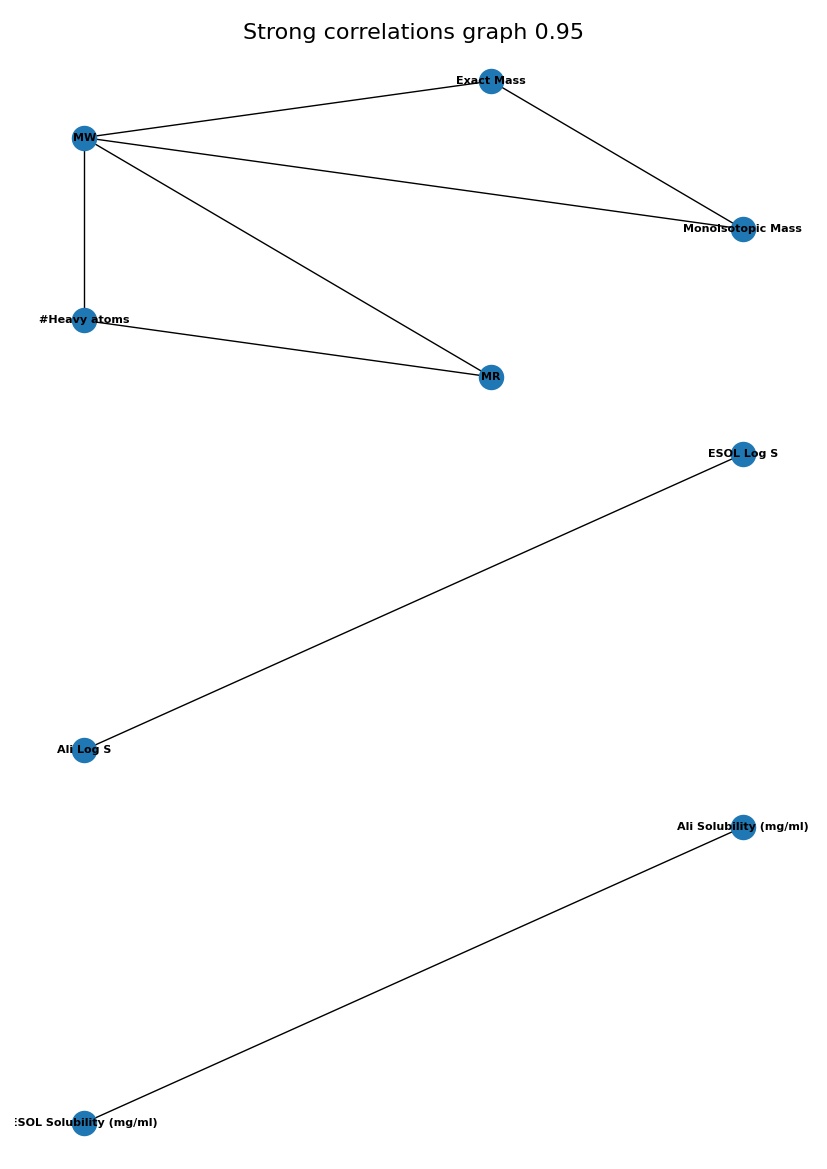 Strong correlations graph 0.95
Exact Mass
MW
Monoisotopic Mass
#Heavy atoms
MR
ESOL Log S
Ali Log S
Ali Solubility (mg/ml)
ESOL Solubility (mg/ml)